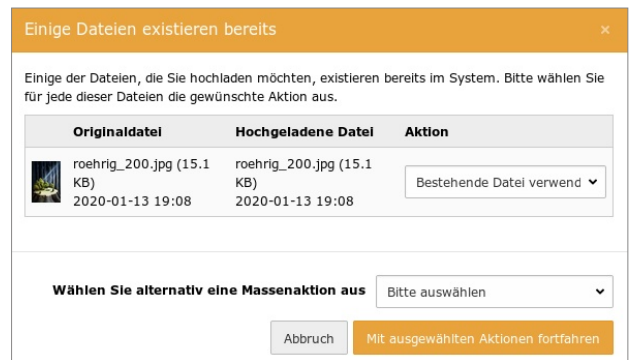 Einige Dateien existieren bereits ×
Einige der Dateien, die Sie hochladen möchten, existieren bereits im System. Bitte wählen Sie
für jede dieser Dateien die gewünschte Aktion aus.
Originaldatei Hochgeladene Datei Aktion
roehrig_200.jpg (15.1 roehrig_200.jpg (15.1
KB) KB)
2020-01-13 19:08 2020-01-13 19:08
Bestehende Datei verwend
Wählen Sie alternativ eine Massenaktion aus Bitte auswählen
Abbruch Mit ausgewählten Aktionen fortfahren